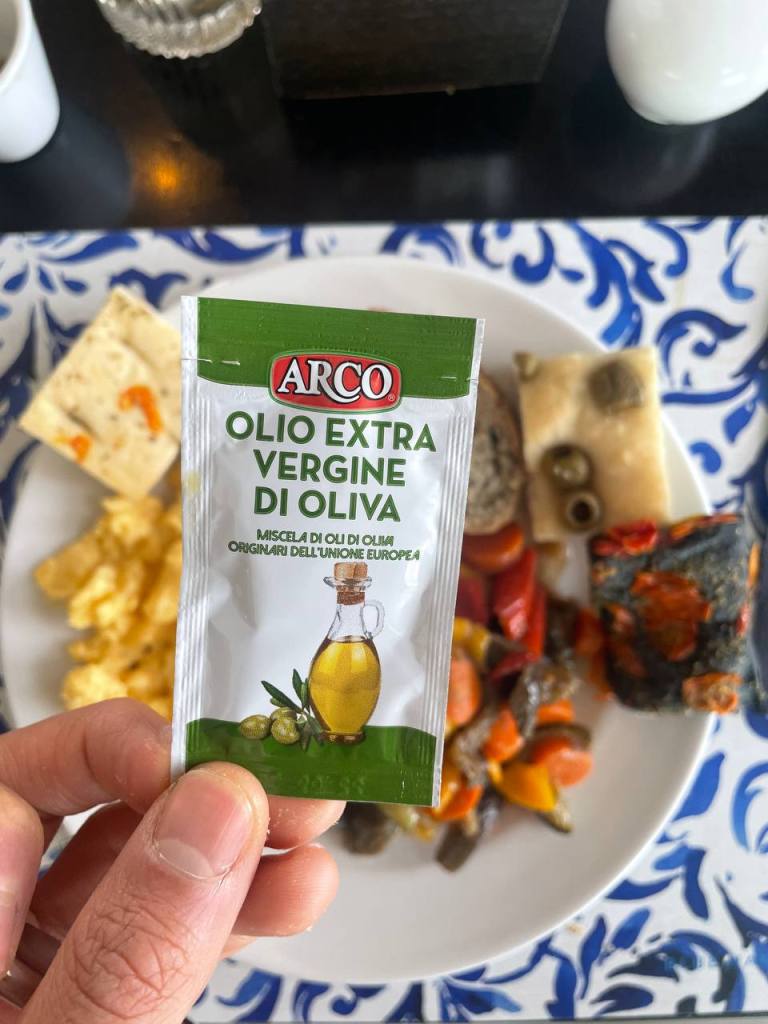 ARCO®
OLIO EXTRA
VERGINE
DI OLIVA
MISCELA DI OLI DI OLIVA
ORIGINARI DELL'UNIONE EUROPEA